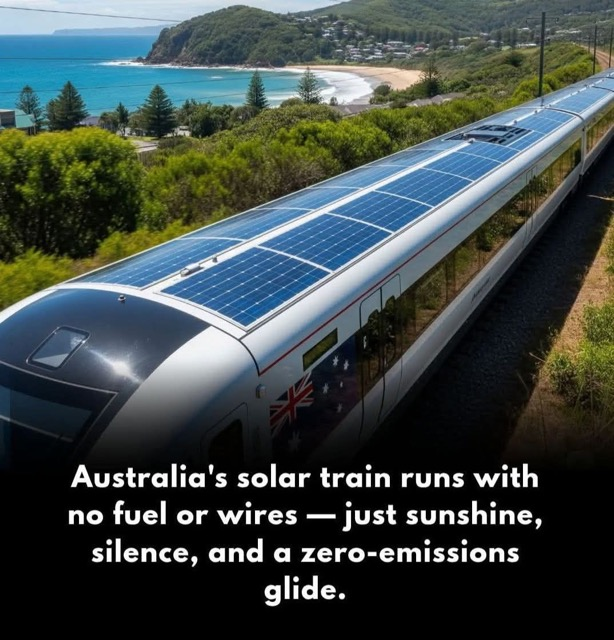 Australia's solar train runs with
no fuel or wires — just sunshine,
silence, and a zero-emissions
glide.